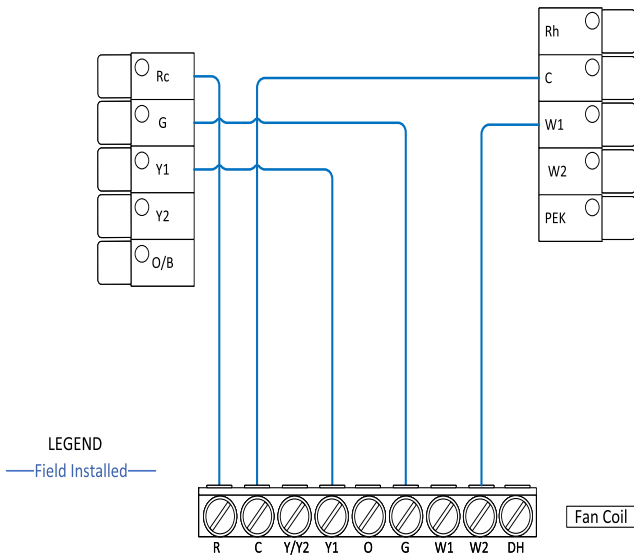 Rc
G
Y1
Y2
O/B
Rh
C
W1
W2
PEK
LEGEND
Field Installed
R C Y/Y2 Y1 O G W1 W2 DH
Fan Coil